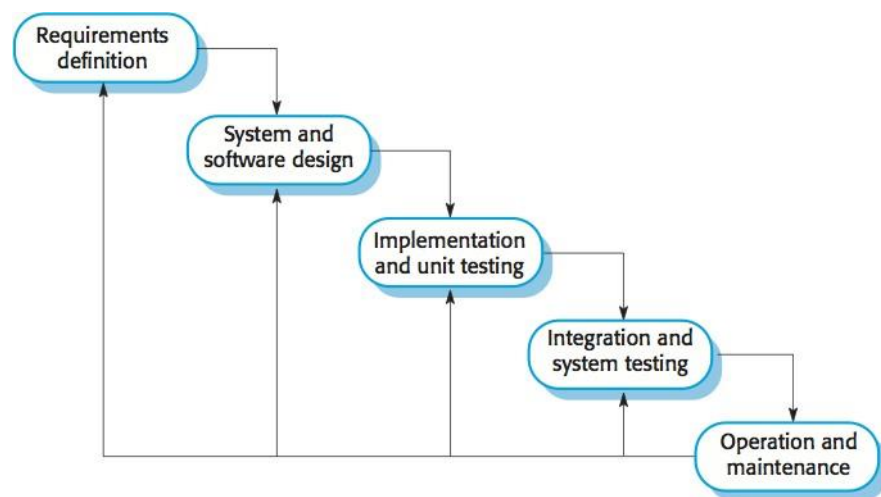 Requirements
definition
System and
software design
Implementation
and unit testing
Integration and
system testing
Operation and
maintenance